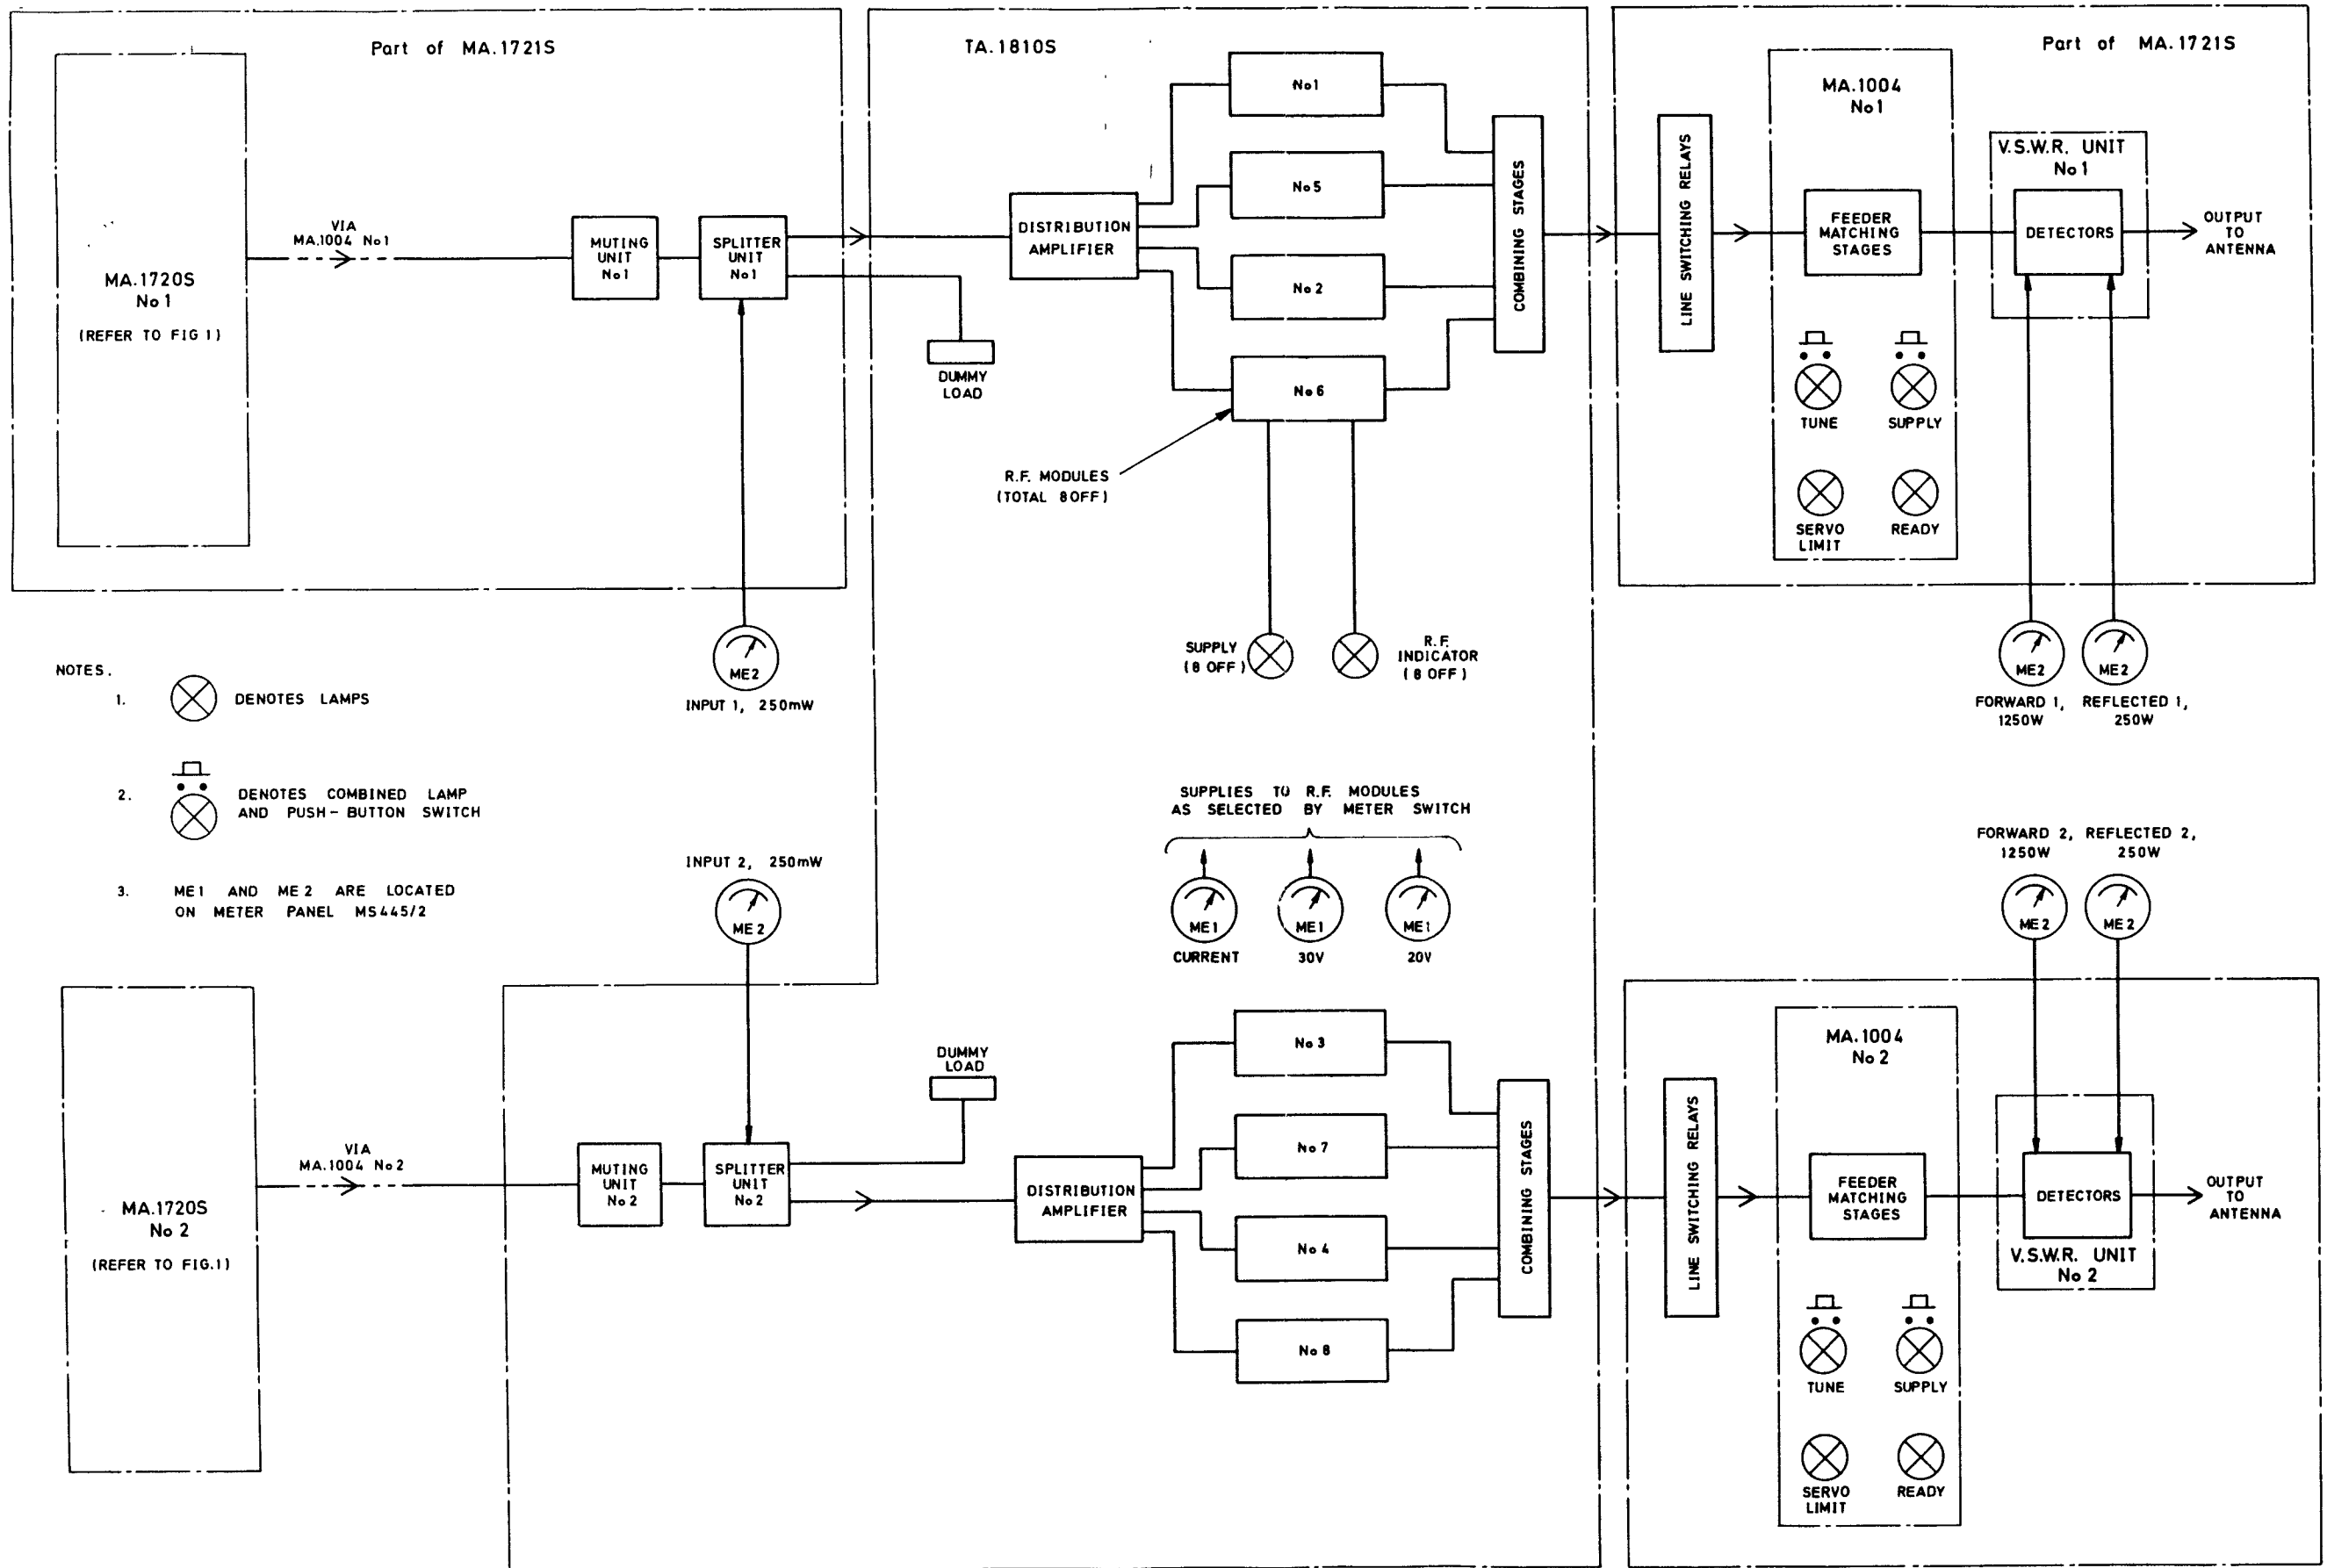 Part of MA.1721S
TA.1810S
Part of MA.1721S
MA.1720S
No 1
(REFER TO FIG 1)
VIA
MA.1004 No1
MUTING
UNIT
No1
SPLITTER
UNIT
No1
DUMMY
LOAD
DISTRIBUTION
AMPLIFIER
No1
No5
No2
No6
R.F. MODULES
(TOTAL 8OFF)
COMBINING STAGES
LINE SWITCHING RELAYS
MA.1004
No1
FEEDER
MATCHING
STAGES
TUNE
SUPPLY
SERVO
LIMIT
READY
V.S.W.R. UNIT
No1
DETECTORS
OUTPUT
TO
ANTENNA
ME2
INPUT 1, 250mW
SUPPLY
(8 OFF)
R.F.
INDICATOR
(8 OFF)
ME2
ME2
FORWARD 1,
1250W
REFLECTED 1,
250W
NOTES.
1. DENOTES LAMPS
2. DENOTES COMBINED LAMP
AND PUSH-BUTTON SWITCH
3. ME1 AND ME2 ARE LOCATED
ON METER PANEL MS445/2
INPUT 2, 250mW
ME2
SUPPLIES TO R.F. MODULES
AS SELECTED BY METER SWITCH
ME1
ME1
ME1
CURRENT
30V
20V
FORWARD 2,
1250W
REFLECTED 2,
250W
ME2
ME2
MA.1720S
No 2
(REFER TO FIG.1)
VIA
MA.1004 No2
MUTING
UNIT
No2
SPLITTER
UNIT
No2
DUMMY
LOAD
DISTRIBUTION
AMPLIFIER
No3
No7
No4
No8
COMBINING STAGES
LINE SWITCHING RELAYS
MA.1004
No2
FEEDER
MATCHING
STAGES
TUNE
SUPPLY
SERVO
LIMIT
READY
DETECTORS
V.S.W.R. UNIT
No2
OUTPUT
TO
ANTENNA